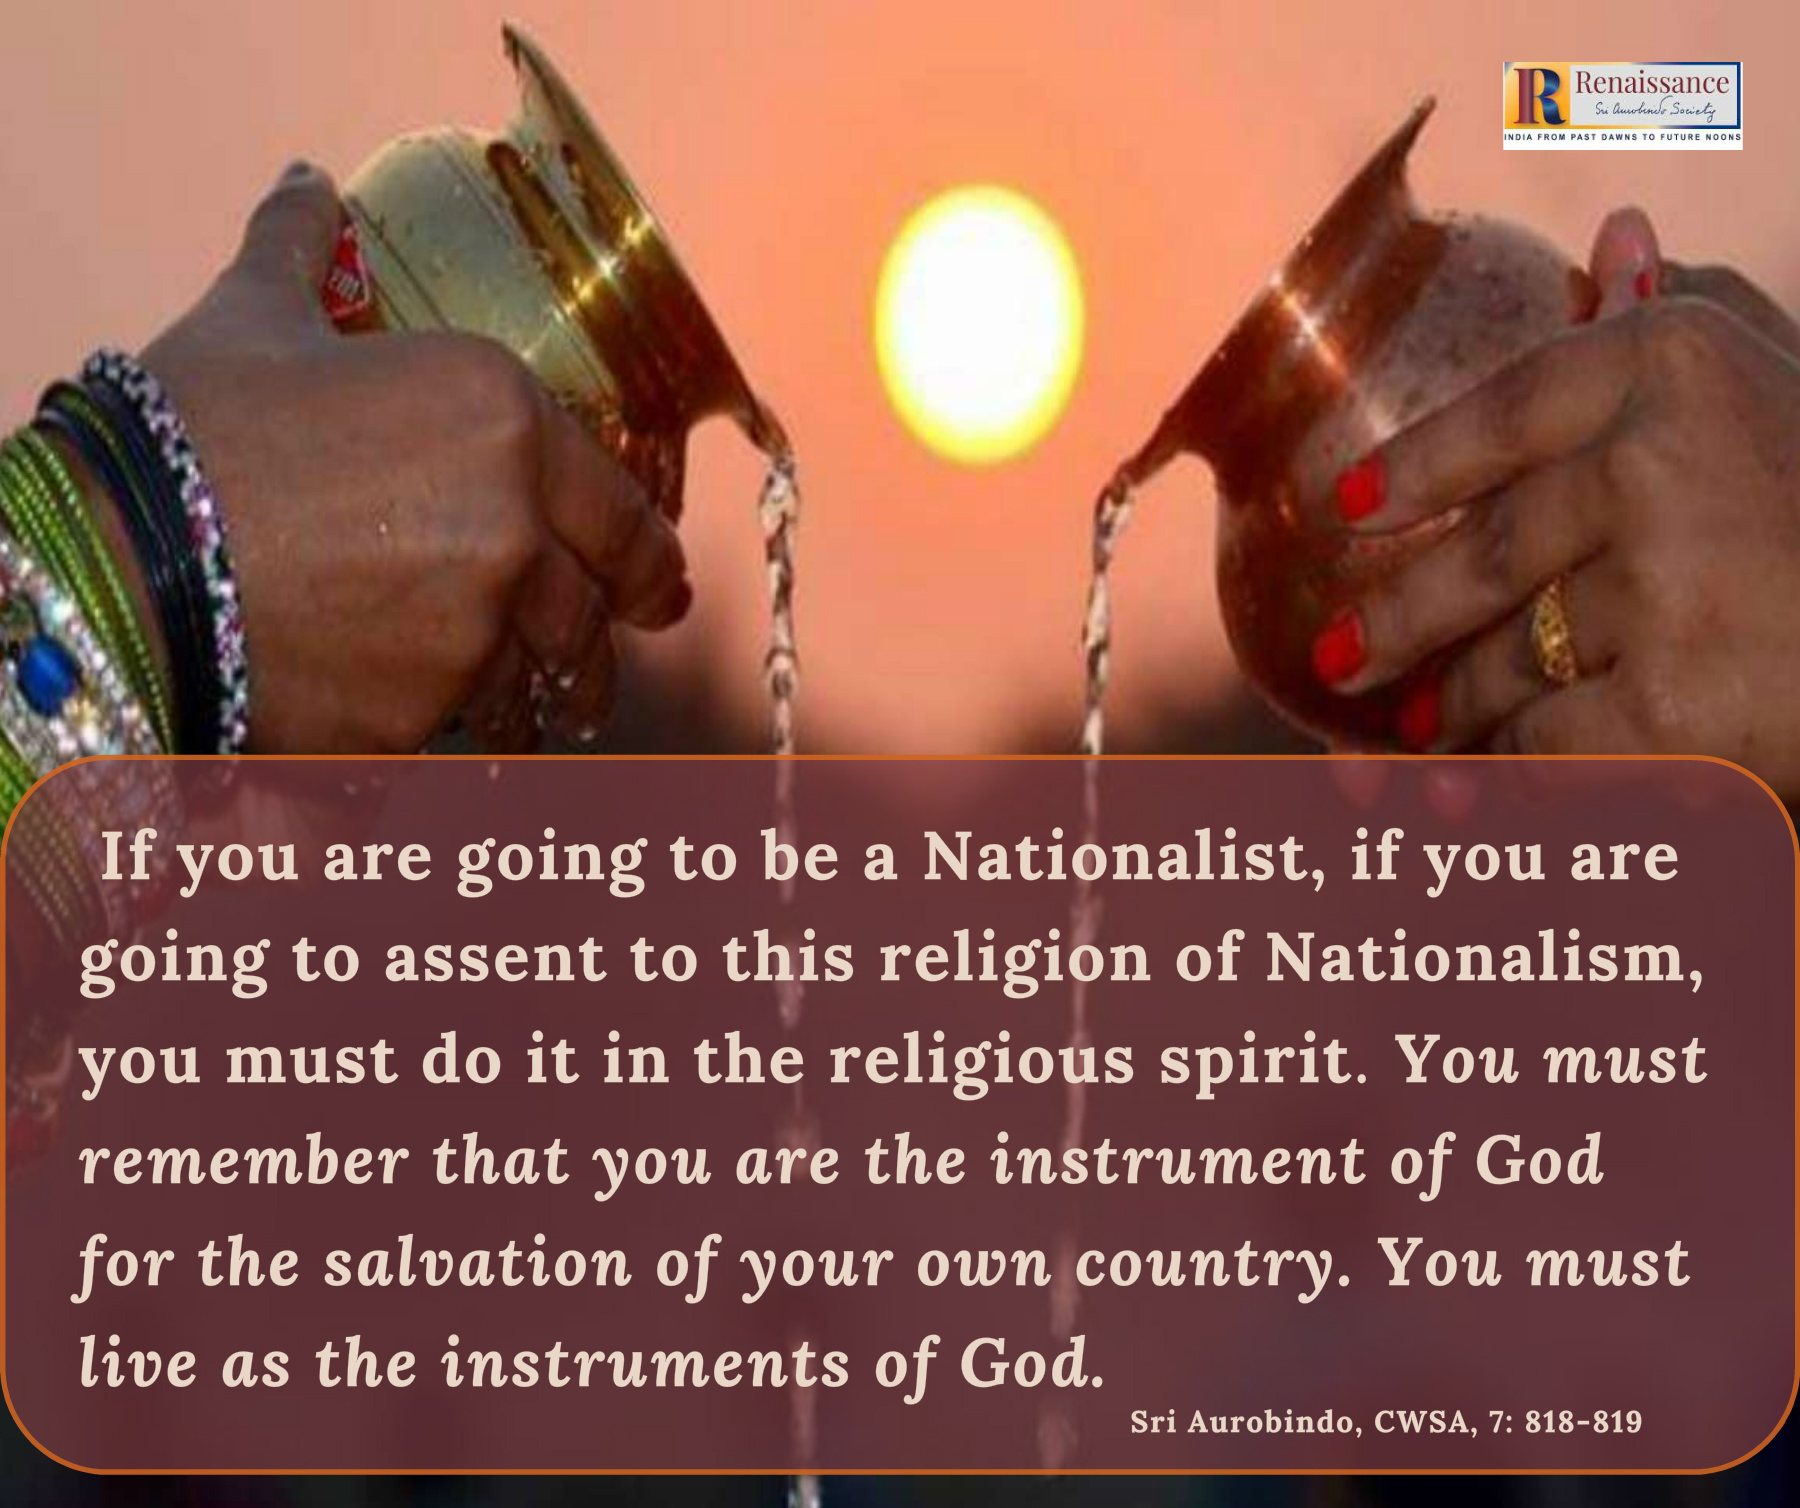 R Renaissance
Sri Aurobindo Society
INDIA FROM PAST DAWNS TO FUTURE NOONS
If you are going to be a Nationalist, if you are
going to assent to this religion of Nationalism,
you must do it in the religious spirit. You must
remember that you are the instrument of God
for the salvation of your own country. You must
live as the instruments of God.
Sri Aurobindo, CWSA, 7: 818-819